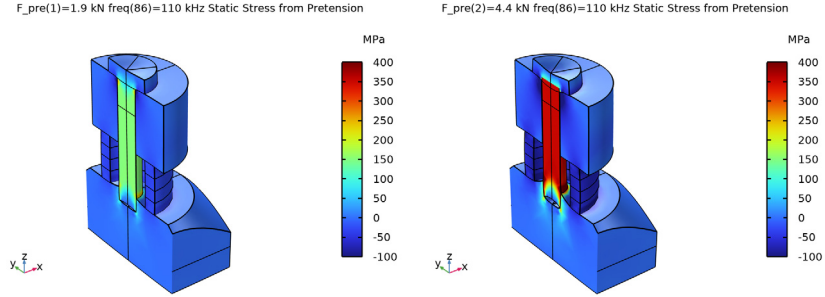 F_pre(1)=1.9 kN freq(86)=110 kHz Static Stress from Pretension
MPa
400
350
300
250
200
150
100
50
0
-50
-100
z
y
x
F_pre(2)=4.4 kN freq(86)=110 kHz Static Stress from Pretension
MPa
400
350
300
250
200
150
100
50
0
-50
-100
z
y
x